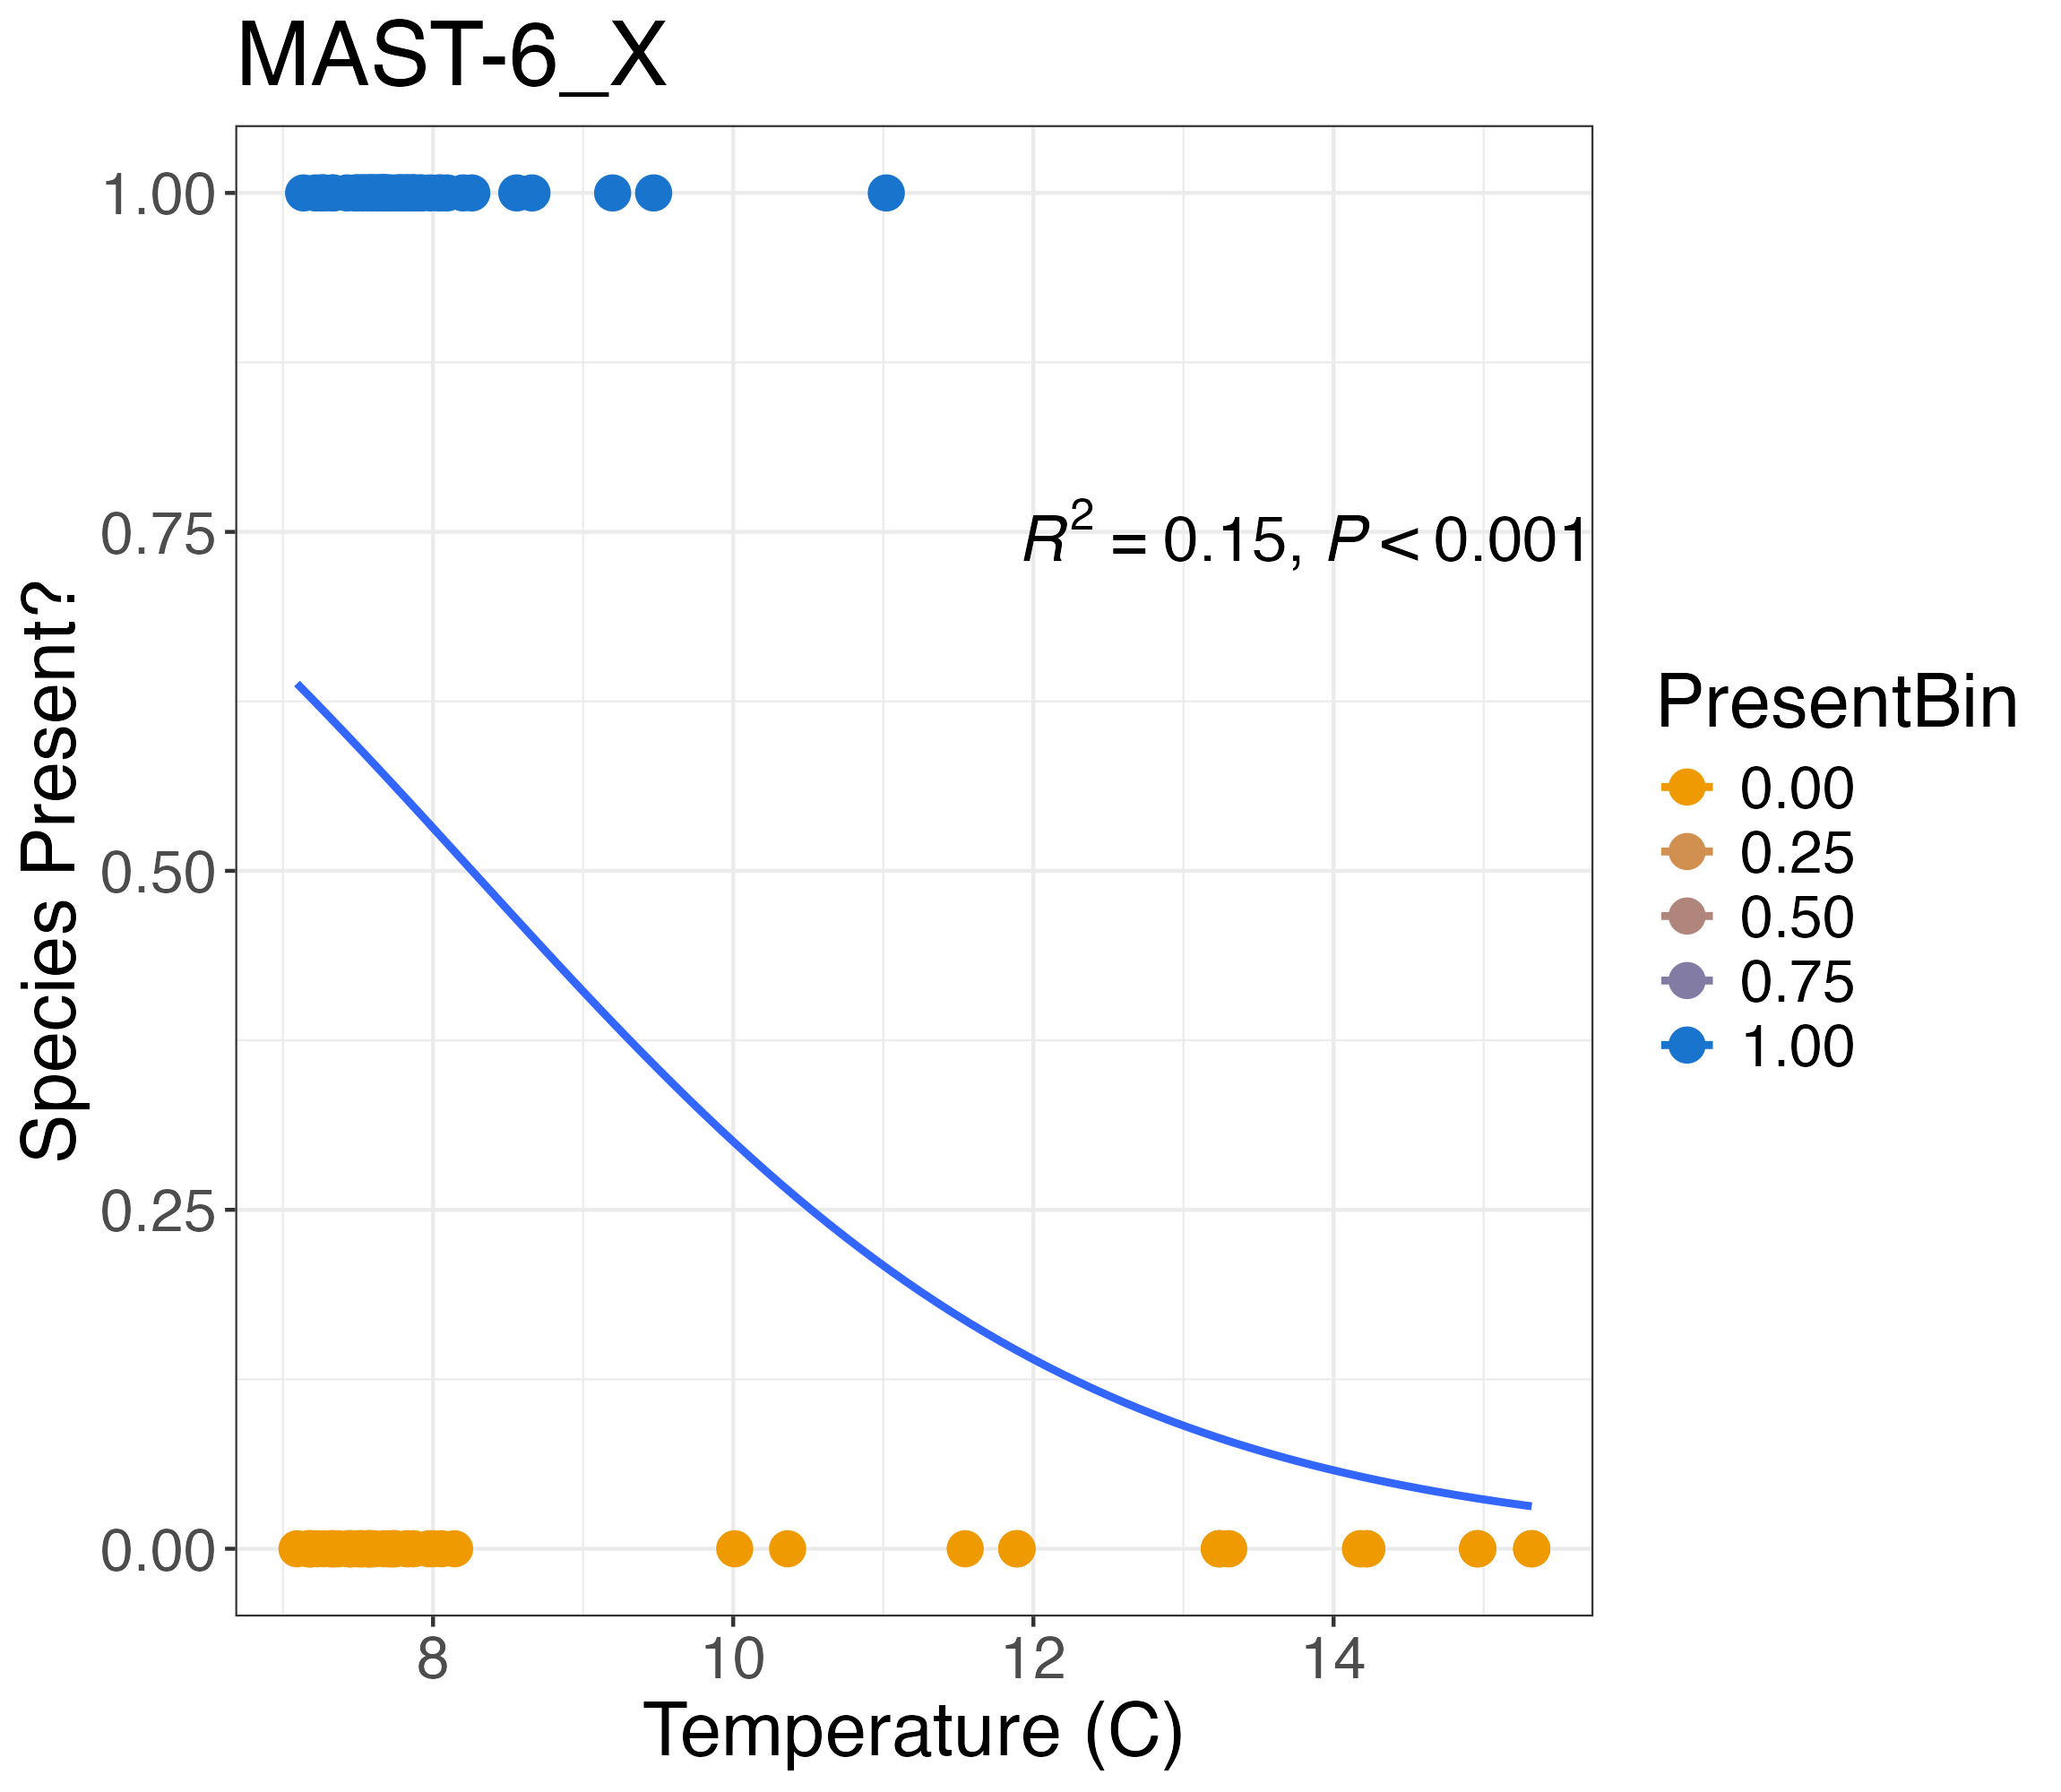 MAST-6_X
1.00
0.75
0.50
0.25
0.00
Species Present?
R² = 0.15, P < 0.001
8 10 12 14
Temperature (C)
PresentBin
0.00
0.25
0.50
0.75
1.00